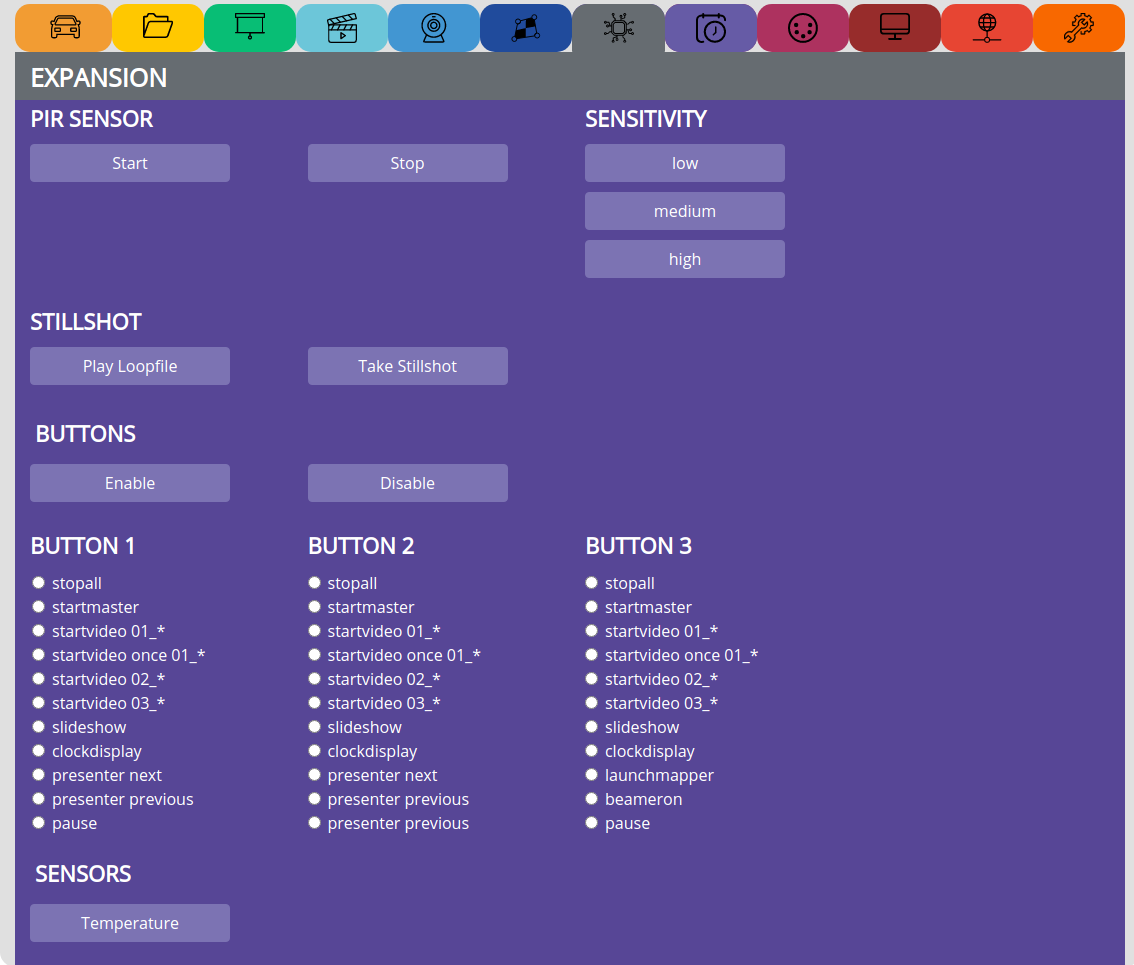 EXPANSION
PIR SENSOR
SENSITIVITY
Start
Stop
low
medium
high
STILLSHOT
Play Loopfile
Take Stillshot
BUTTONS
Enable
Disable
BUTTON 1
stopall
startmaster
startvideo 01_*
startvideo once 01_*
startvideo 02_*
startvideo 03_*
slideshow
clockdisplay
presenter next
presenter previous
pause
BUTTON 2
stopall
startmaster
startvideo 01_*
startvideo once 01_*
startvideo 02_*
startvideo 03_*
slideshow
clockdisplay
presenter next
presenter previous
presenter previous
BUTTON 3
stopall
startmaster
startvideo 01_*
startvideo once 01_*
startvideo 02_*
startvideo 03_*
slideshow
clockdisplay
launchmapper
beameron
pause
SENSORS
Temperature